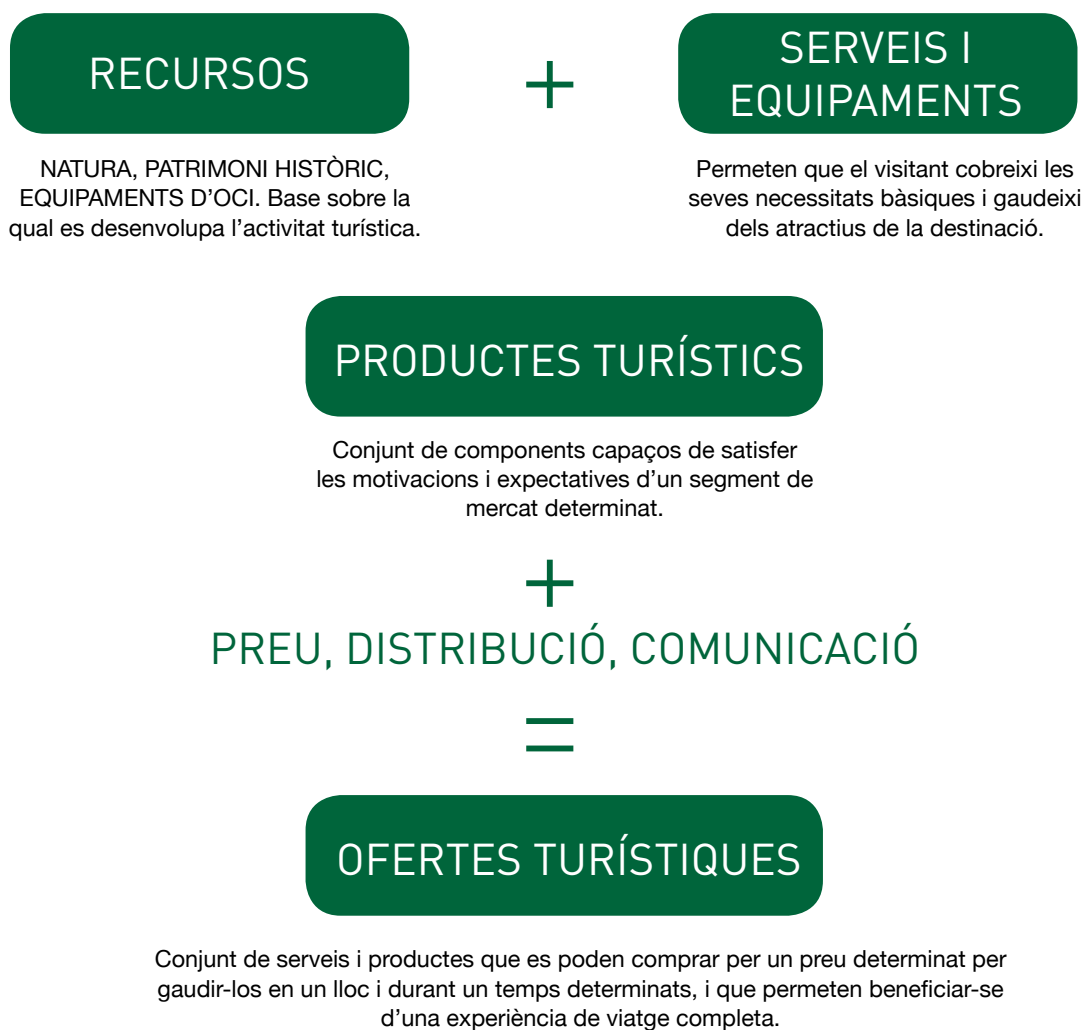 RECURSOS
+
SERVEIS I
EQUIPAMENTS
NATURA, PATRIMONI HISTÒRIC,
EQUIPAMENTS D’OCI. Base sobre la
qual es desenvolupa l’activitat turística.
Permeten que el visitant cobreixi les
seves necessitats bàsiques i gaudeixi
dels atractius de la destinació.
PRODUCTES TURÍSTICS
Conjunt de components capaços de satisfer
les motivacions i expectatives d’un segment de
mercat determinat.
+
PREU, DISTRIBUCIÓ, COMUNICACIÓ
=
OFERTES TURÍSTIQUES
Conjunt de serveis i productes que es poden comprar per un preu determinat per
gaudir-los en un lloc i durant un temps determinats, i que permeten beneficiar-se
d’una experiència de viatge completa.